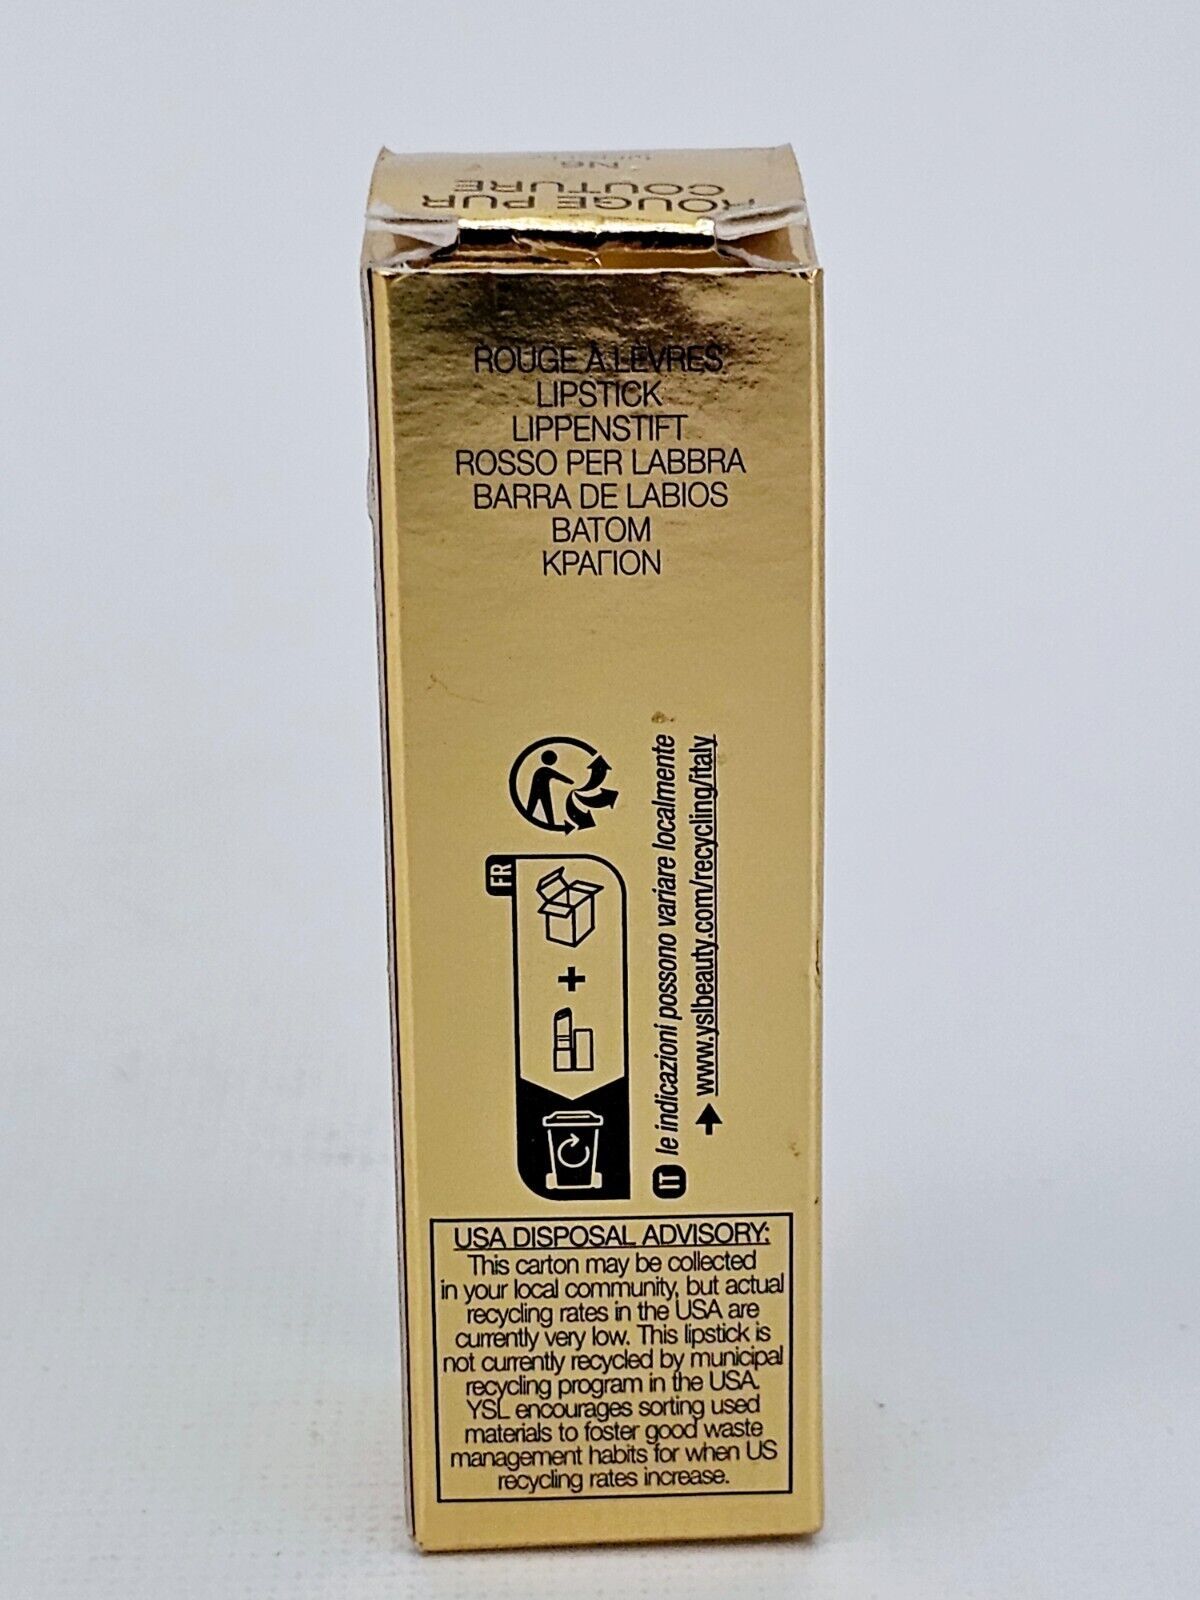 ROUGE PUR
COUTURE
N6
ROUGE À LÈVRES
LIPSTICK
LIPPENSTIFT
ROSSO PER LABBRA
BARRA DE LABIOS
BATOM
ΚΡΑΓΙΟΝ
FR
IT le indicazioni possono variare localmente
www.yslbeauty.com/recycling/italy
USA DISPOSAL ADVISORY:
This carton may be collected
in your local community, but actual
recycling rates in the USA are
currently very low. This lipstick is
not currently recycled by municipal
recycling program in the USA.
YSL encourages sorting used
materials to foster good waste
management habits for when US
recycling rates increase.